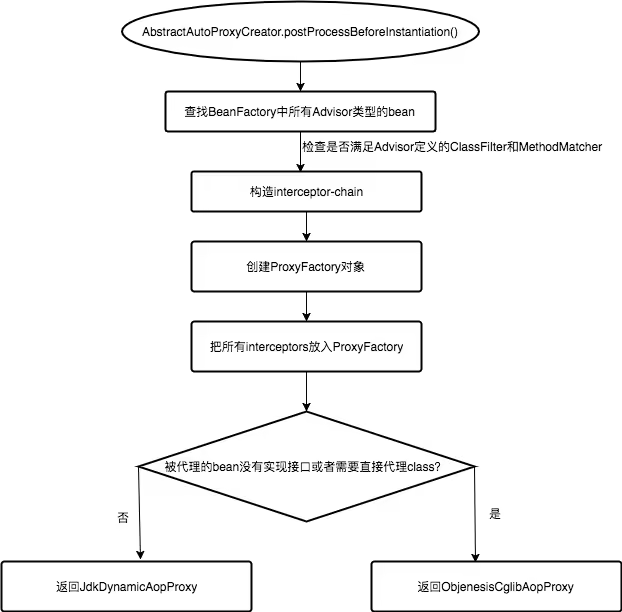 AbstractAutoProxyCreator.postProcessBeforeInstantiation()
查找BeanFactory中所有Advisor类型的bean
检查是否满足Advisor定义的ClassFilter和MethodMatcher
构造interceptor-chain
创建ProxyFactory对象
把所有interceptors放入ProxyFactory
被代理的bean没有实现接口或者需要直接代理class?
否
是
返回JdkDynamicAopProxy
返回ObjenesisCglibAopProxy